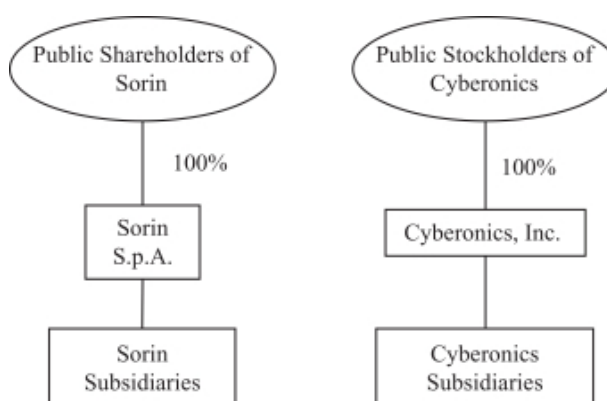 Public Shareholders of
Sorin
100%
Sorin
S.p.A.
Sorin
Subsidiaries
Public Stockholders of
Cyberonics
100%
Cyberonics, Inc.
Cyberonics
Subsidiaries